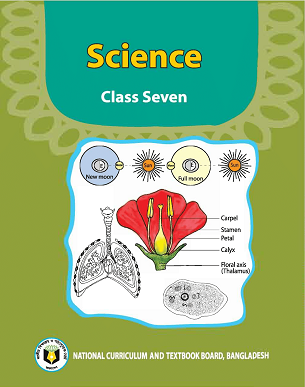 Science
Class Seven
New moon
Sun
Full moon
Sun
Carpel
Stamen
Petal
Calyx
Floral axis
(Thalamus)
NATIONAL CURRICULUM AND TEXTBOOK BOARD, BANGLADESH